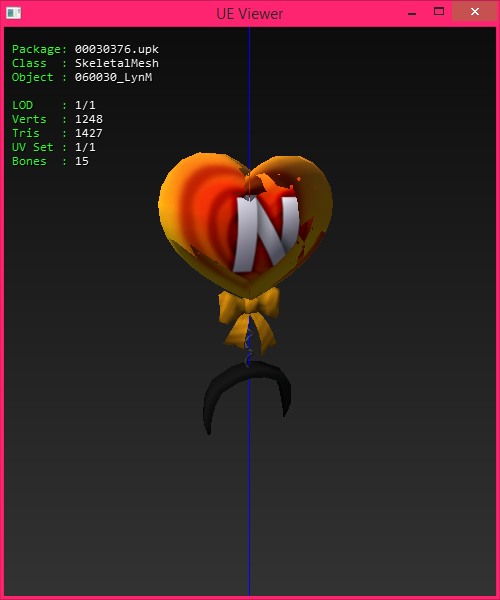 UE Viewer
Package: 00030376.upk
Class : SkeletalMesh
Object : 060030_LynM
LOD : 1/1
Verts : 1248
Tris : 1427
UV Set : 1/1
Bones : 15
IN